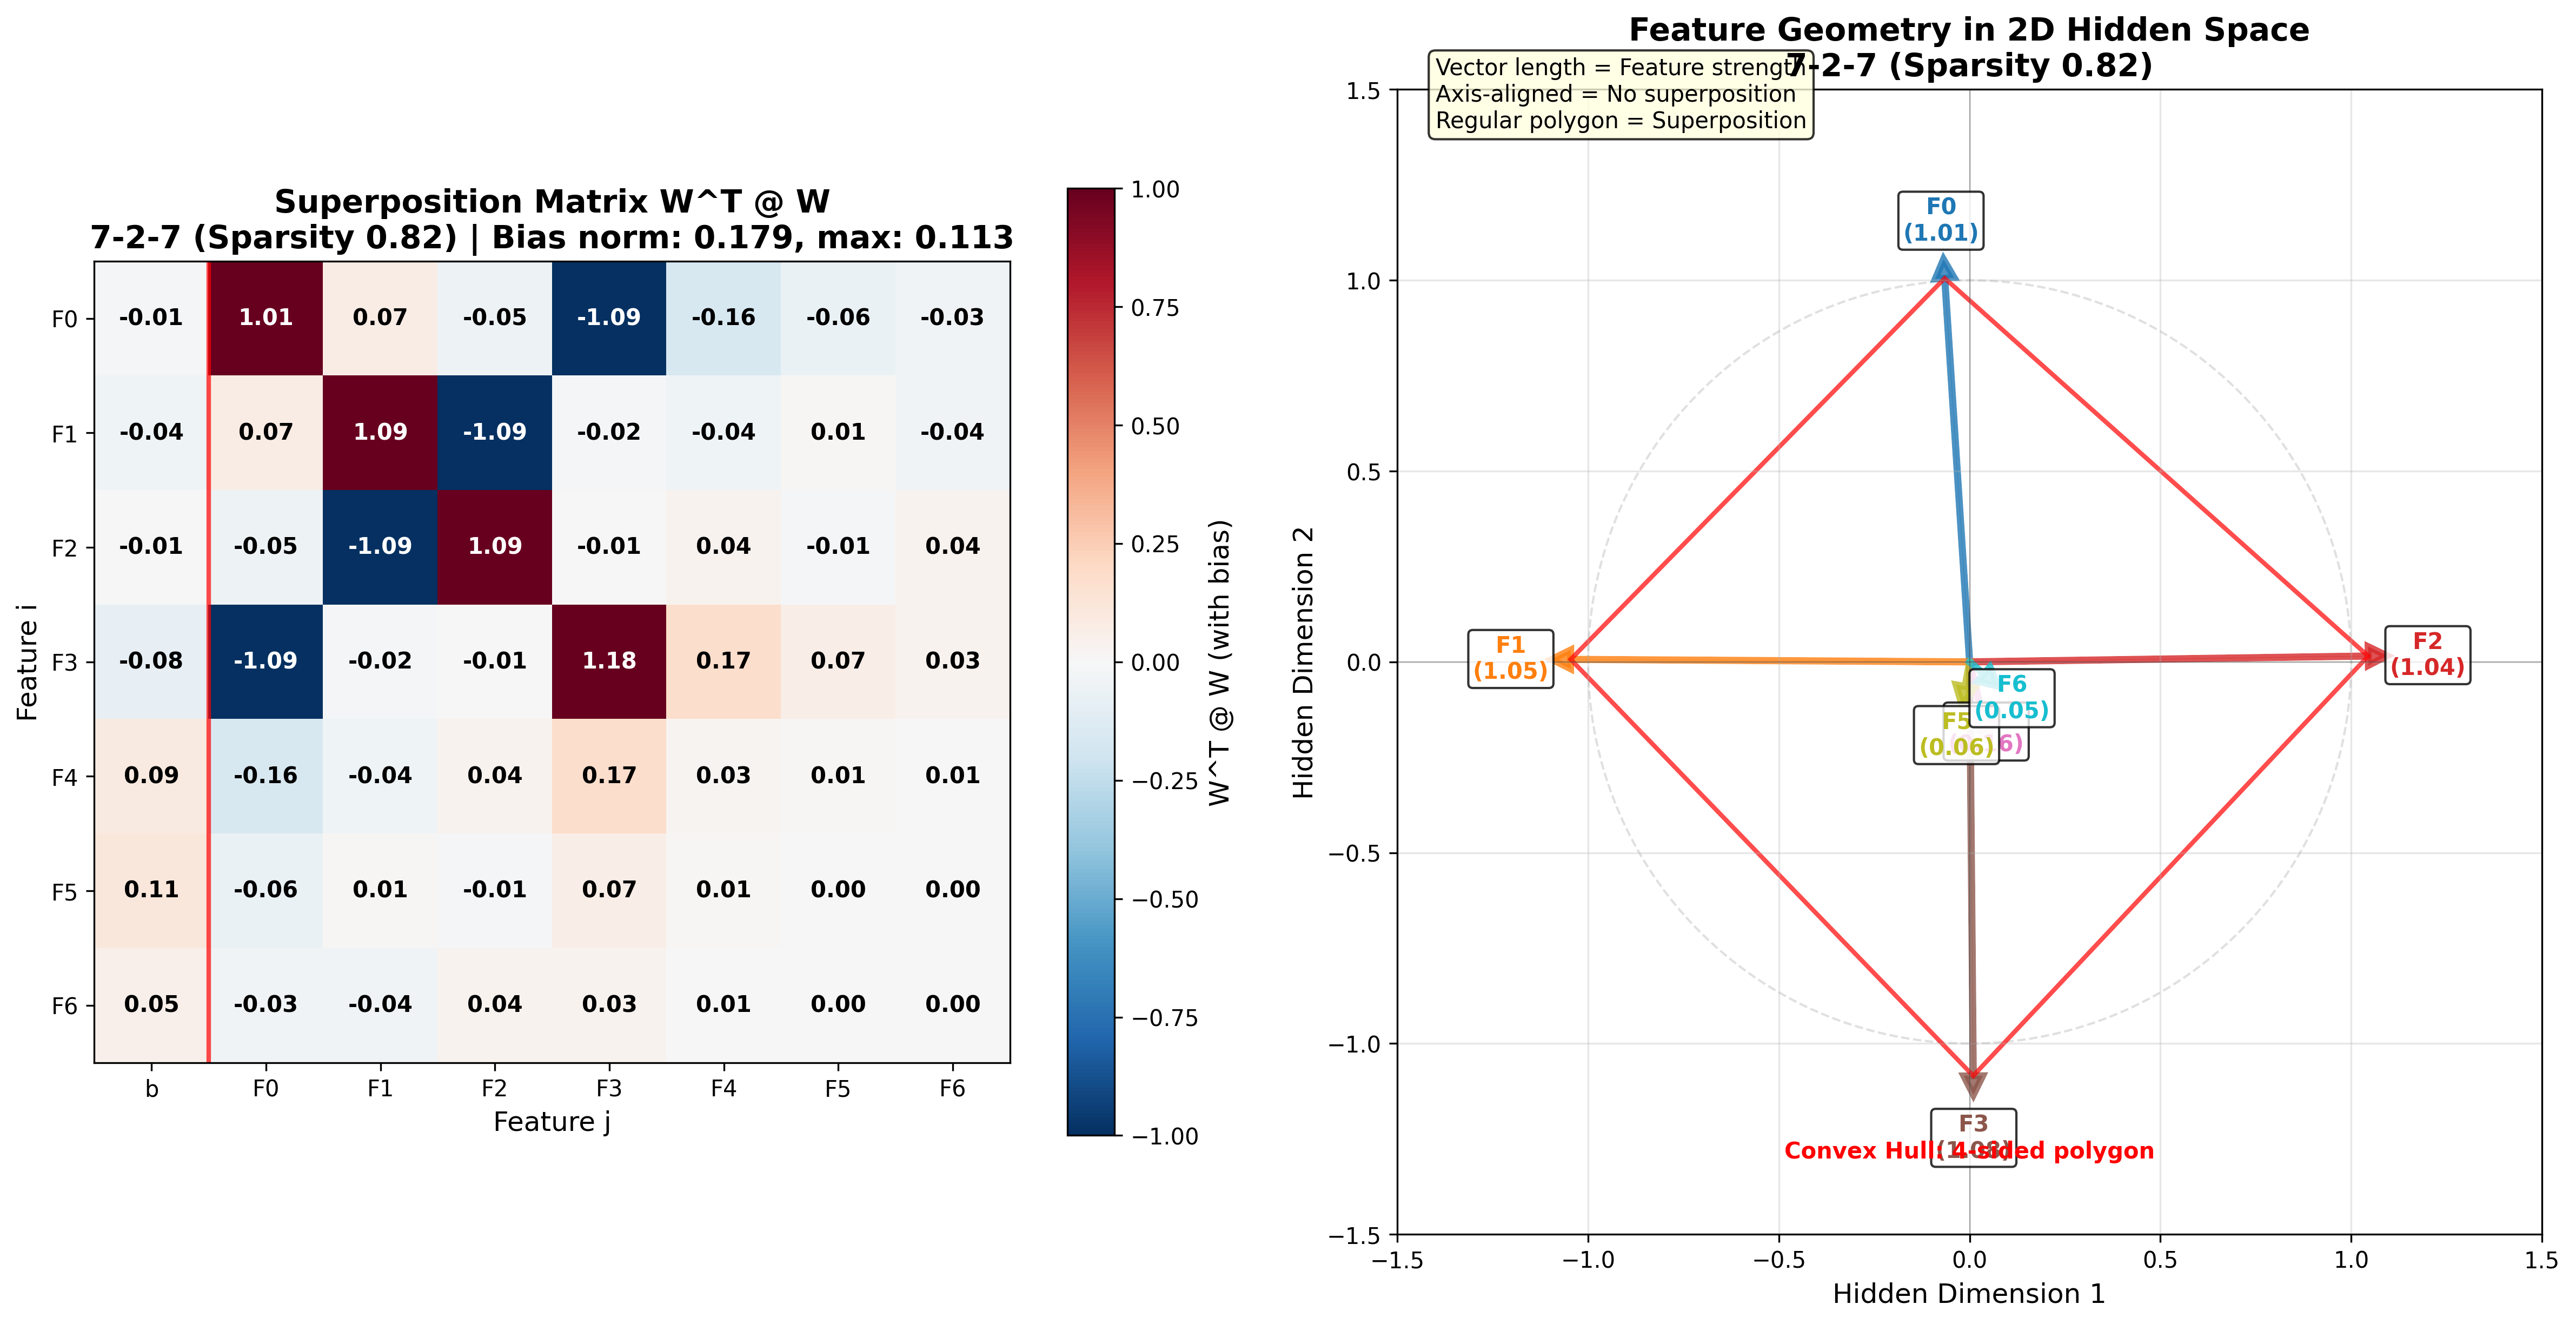 Superposition Matrix W^T @ W
7-2-7 (Sparsity 0.82) | Bias norm: 0.179, max: 0.113
F0 -0.01 1.01 0.07 -0.05 -1.09 -0.16 -0.06 -0.03
F1 -0.04 0.07 1.09 -1.09 -0.02 -0.04 0.01 -0.04
F2 -0.01 -0.05 -1.09 1.09 -0.01 0.04 -0.01 0.04
F3 -0.08 -1.09 -0.02 -0.01 1.18 0.17 0.07 0.03
F4 0.09 -0.16 -0.04 0.04 0.17 0.03 0.01 0.01
F5 0.11 -0.06 0.01 -0.01 0.07 0.01 0.00 0.00
F6 0.05 -0.03 -0.04 0.04 0.03 0.01 0.00 0.00
b F0 F1 F2 F3 F4 F5 F6
Feature j
Feature i
1.00
0.75
0.50
0.25
0.00
−0.25
−0.50
−0.75
−1.00
W^T @ W (with bias)
Feature Geometry in 2D Hidden Space
7-2-7 (Sparsity 0.82)
Vector length = Feature strength
Axis-aligned = No superposition
Regular polygon = Superposition
1.5
1.0
0.5
0.0
−0.5
−1.0
−1.5
Hidden Dimension 2
F0
(1.01)
F1
(1.05)
F2
(1.04)
F6
(0.05)
F5
(0.06)
F3
Convex Hull: 4-sided polygon
−1.5 −1.0 −0.5 0.0 0.5 1.0 1.5
Hidden Dimension 1